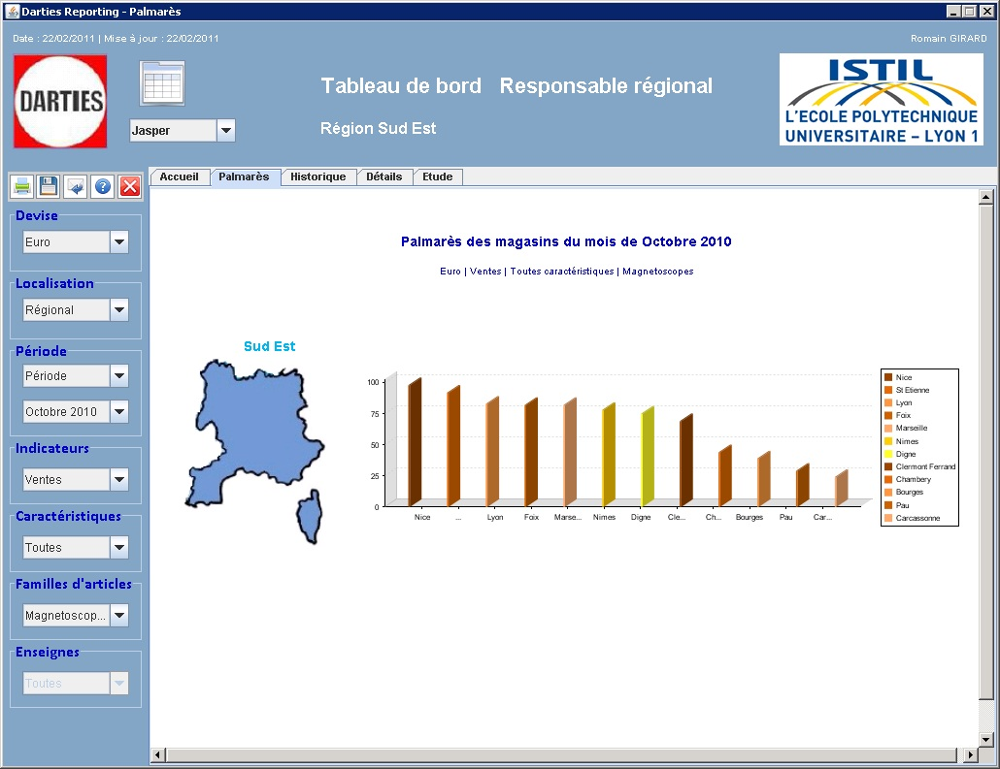 Darties Reporting - Palmarès
Date : 22/02/2011 | Mise à jour : 22/02/2011
Romain GIRARD
DARTIES
Jasper
Tableau de bord Responsable régional
Région Sud Est
ISTIL
L'ECOLE POLYTECHNIQUE
UNIVERSITAIRE – LYON 1
Accueil
Palmarès
Historique
Détails
Etude
Devise
Euro
Localisation
Régional
Période
Période
Octobre 2010
Indicateurs
Ventes
Caractéristiques
Toutes
Familles d'articles
Magnetoscop...
Enseignes
Toutes
Palmarès des magasins du mois de Octobre 2010
Euro | Ventes | Toutes caractéristiques | Magnetoscopes
Sud Est
100
75
50
25
0
Nice
...
Lyon
Foix
Marse...
Nimes
Digne
Cle...
Ch...
Bourges
Pau
Car...
Nice
St Etienne
Lyon
Foix
Marseille
Nimes
Digne
Clermont Ferrand
Chambery
Bourges
Pau
Carcassonne